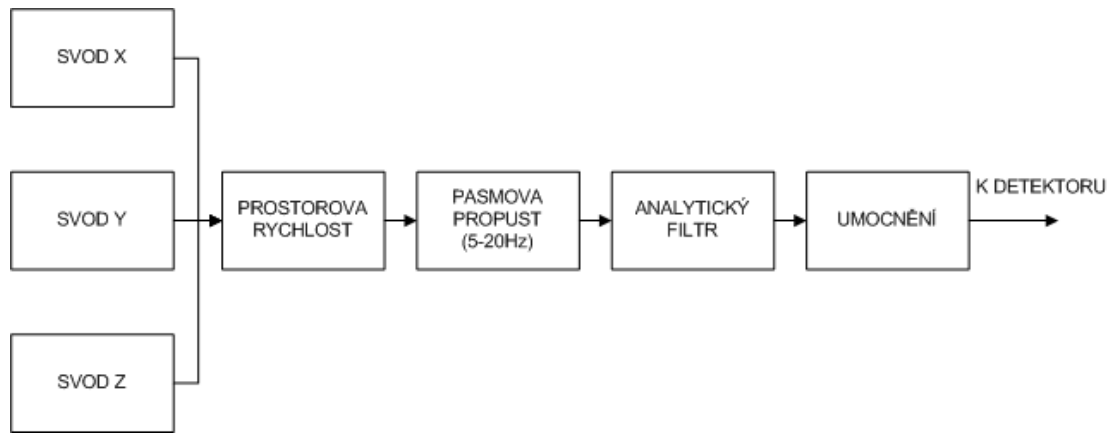 SVOD X
SVOD Y
SVOD Z
PROSTOROVA
RYCHLOST
PASMOVA
PROPUST
(5-20Hz)
ANALYTICKÝ
FILTR
UMOCNĚNÍ
K DETEKTORU